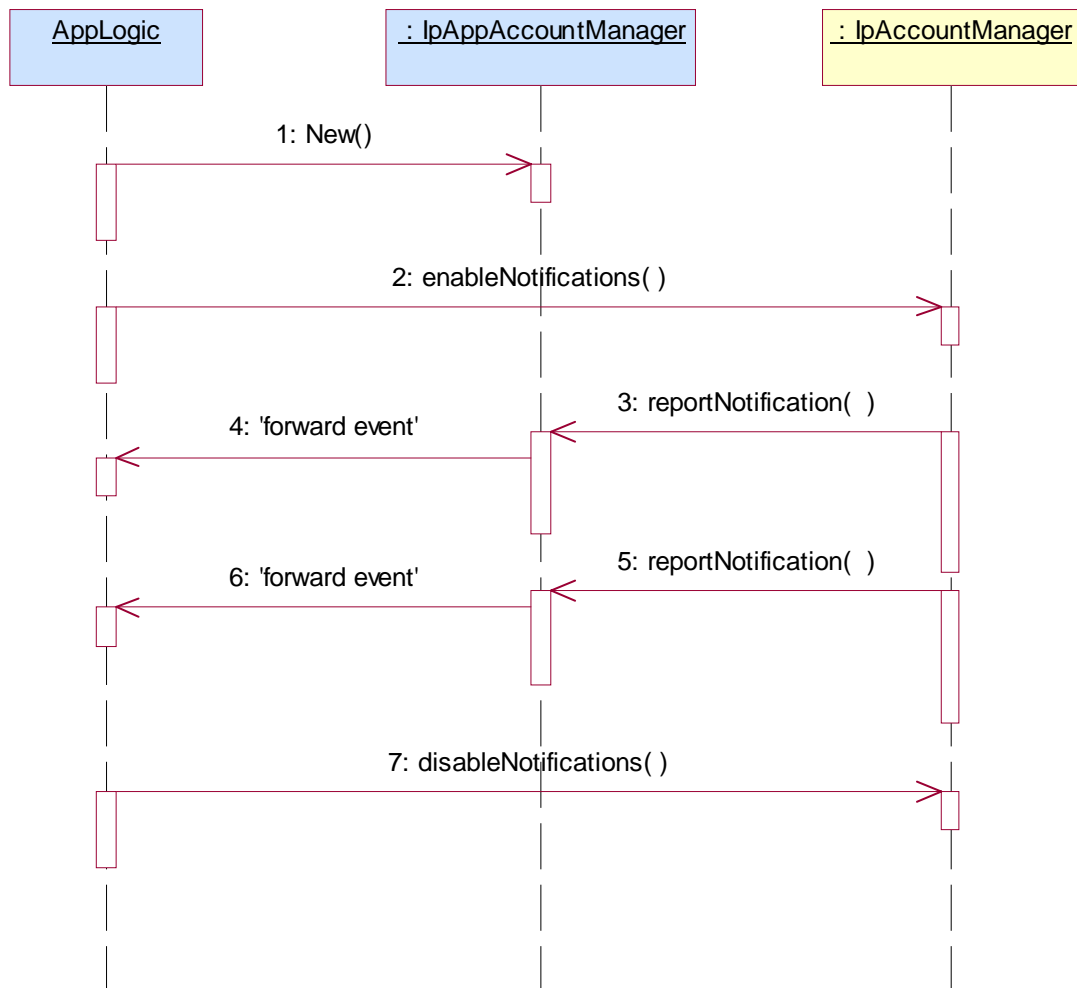 AppLogic
: IpAppAccountManager
: IpAccountManager
1: New()
2: enableNotifications( )
3: reportNotification(  )
4: 'forward event'
5: reportNotification(  )
6: 'forward event'
7: disableNotifications( )